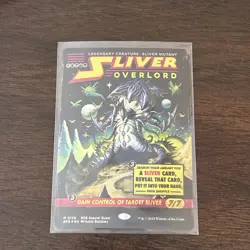 LEGENDARY CREATURE - SLIVER MUTANT
SLIVER
OVERLORD
SEARCH YOUR LIBRARY FOR
A SLIVER CARD,
REVEAL THAT CARD,
PUT IT INTO YOUR HAND,
GAIN CONTROL OF TARGET SLIVER
7/7